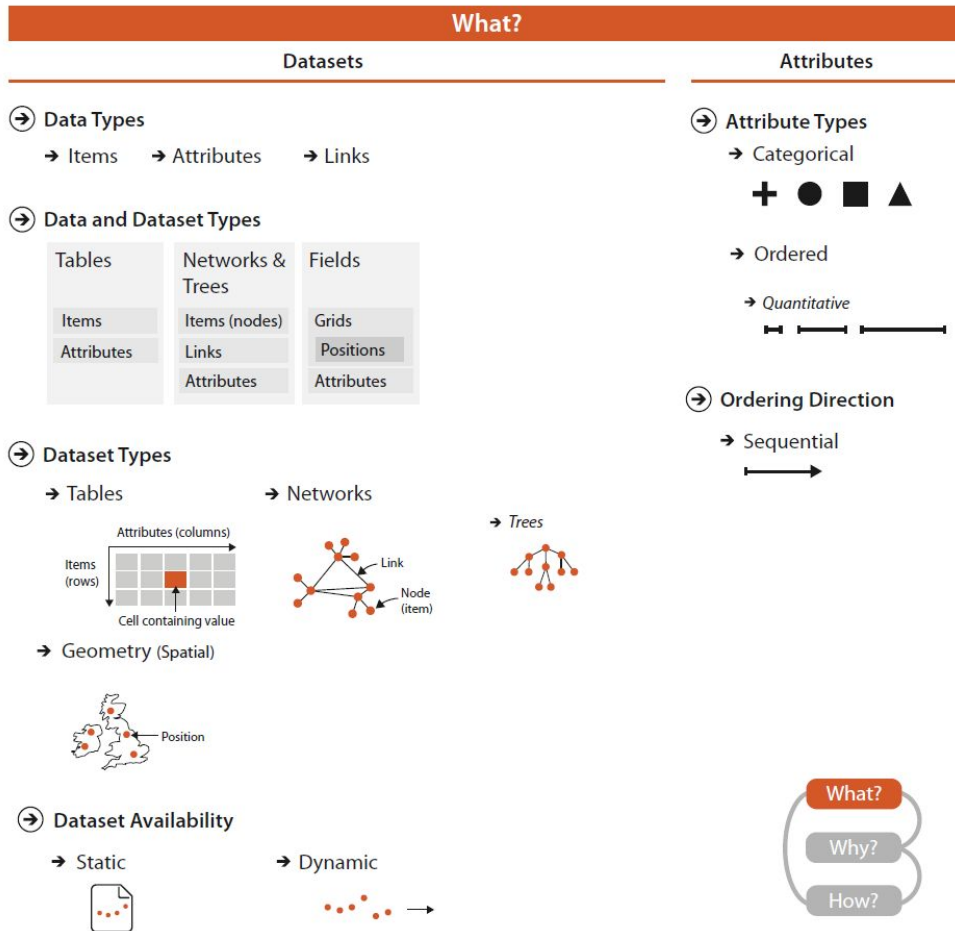 What?
Datasets
Attributes
Data Types
Items
Attributes
Links
Data and Dataset Types
Tables
Items
Attributes
Networks &
Trees
Items (nodes)
Links
Attributes
Fields
Grids
Positions
Attributes
Dataset Types
Tables
Attributes (columns)
Items
(rows)
Cell containing value
Networks
Link
Node
(item)
Trees
Geometry (Spatial)
Position
Dataset Availability
Static
Dynamic
Attribute Types
Categorical
Ordered
Quantitative
Ordering Direction
Sequential
What?
Why?
How?